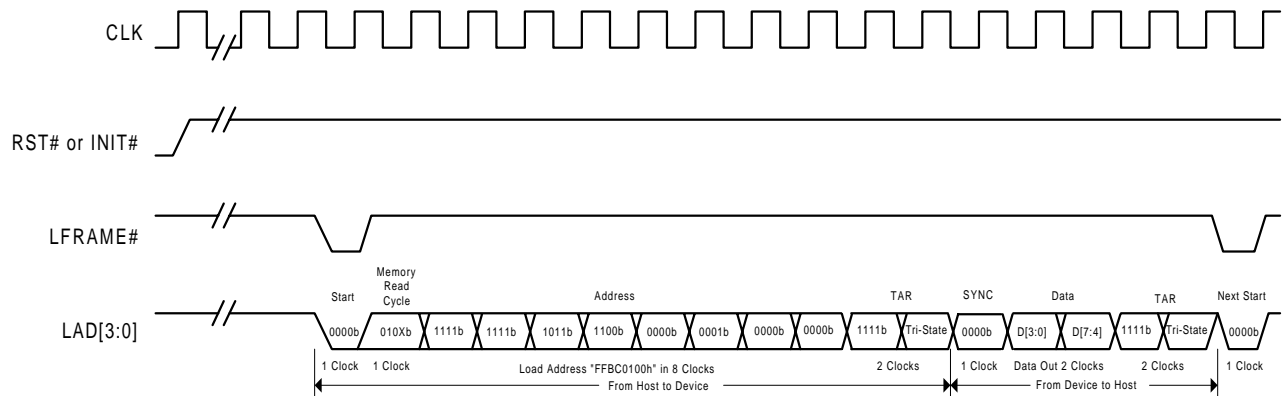 CLK
RST# or INIT#
LFRAME#
Memory
Read
Cycle
Start
Address
TAR
SYNC
Data
TAR
Next Start
LAD[3:0]
0000b 010Xb 1111b 1111b 1011b 1100b 0000b 0001b 0000b 0000b 1111b Tri-State 0000b D[3:0] D[7:4] 1111b Tri-State 0000b
1 Clock 1 Clock Load Address "FFBC0100h" in 8 Clocks 2 Clocks 1 Clock Data Out 2 Clocks 2 Clocks 1 Clock
From Host to Device From Device to Host